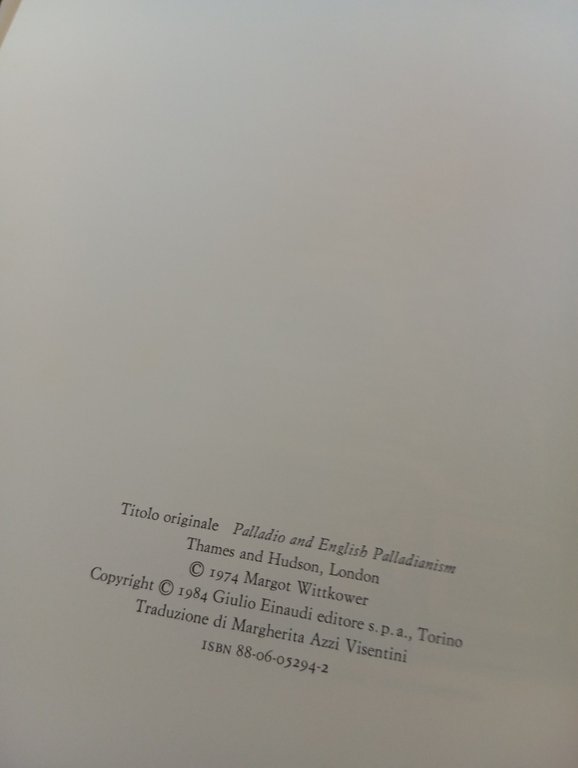 Titolo originale Palladio and English Palladianism
Thames and Hudson, London
© 1974 Margot Wittkower
Copyright © 1984 Giulio Einaudi editore s.p.a., Torino
Traduzione di Margherita Azzi Visentini
ISBN 88-06-05294-2